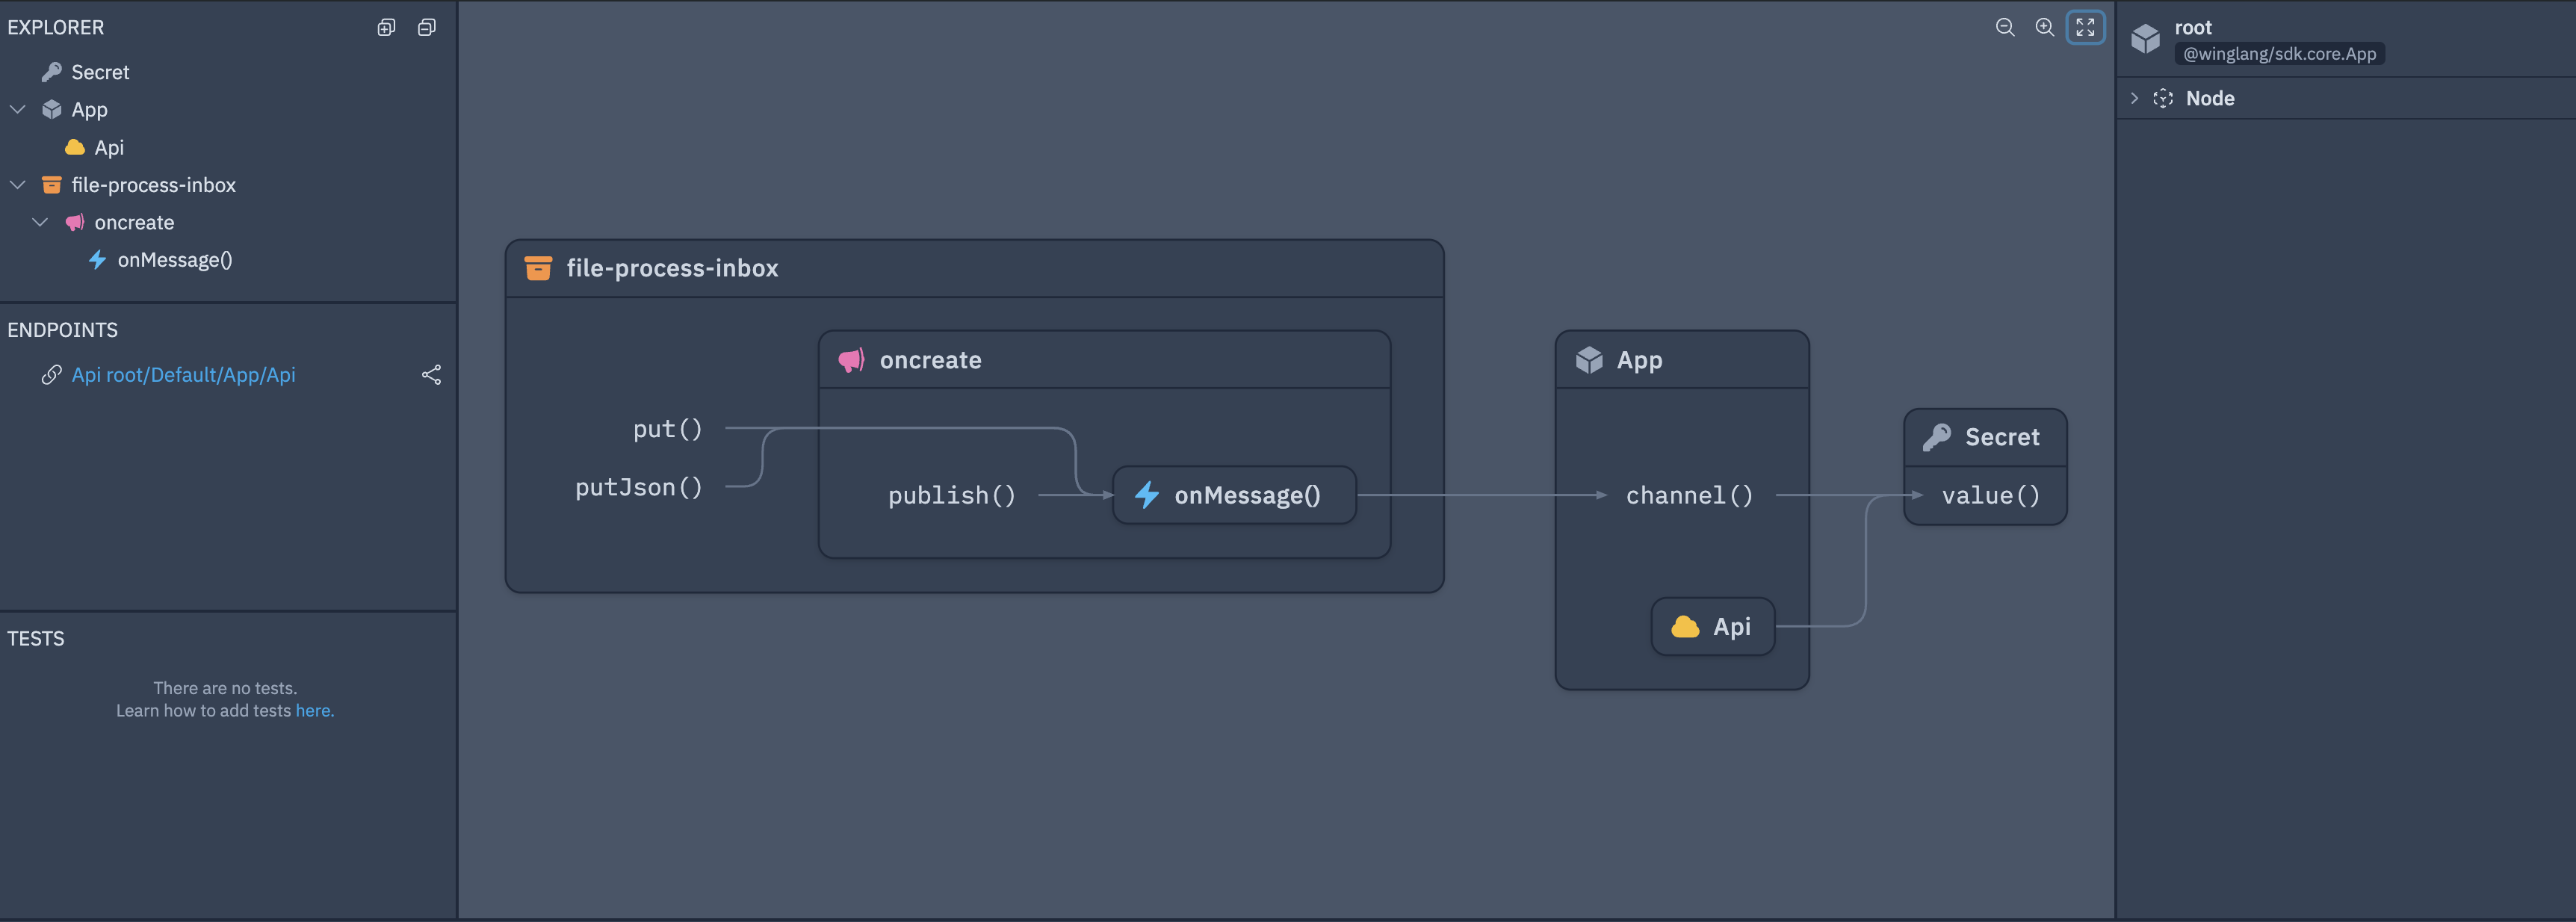 EXPLORER
Secret
App
Api
file-process-inbox
oncreate
onMessage()
ENDPOINTS
Api root/Default/App/Api
TESTS
There are no tests.
Learn how to add tests here.
file-process-inbox
oncreate
put()
putJson()
publish()
onMessage()
App
channel()
Api
Secret
value()
root
@winglang/sdk.core.App
Node